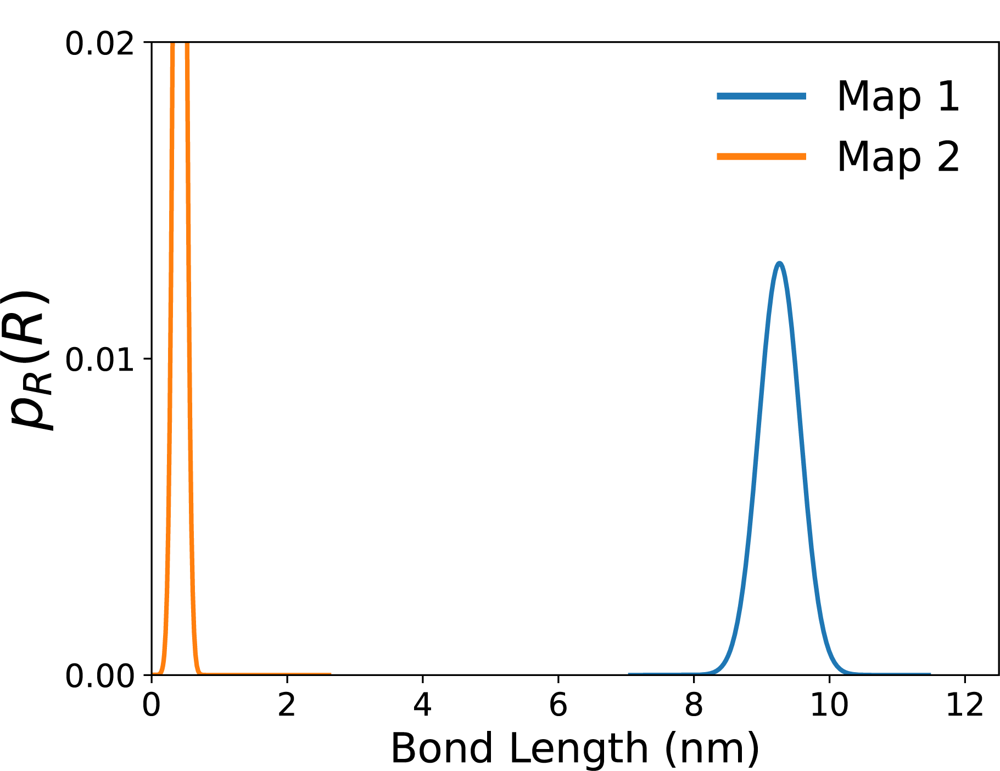 0.02
0.01
0.00
p_R(R)
Map 1
Map 2
0 2 4 6 8 10 12
Bond Length (nm)